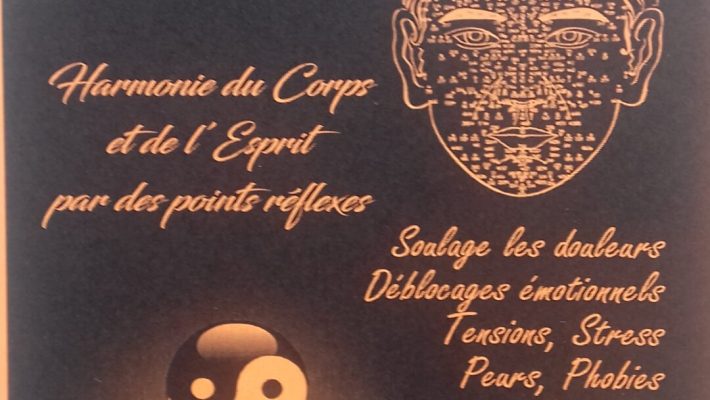 Harmonie du Corps
et de l'Esprit
par des points réflexes
Soulage les douleurs
Déblocages émotionnels
Tensions, Stress
Peurs, Phobies